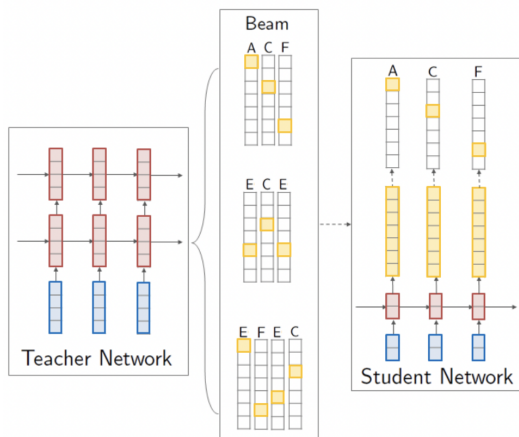 Beam
A C F
E C E
E F E C
Teacher Network
A C F
Student Network